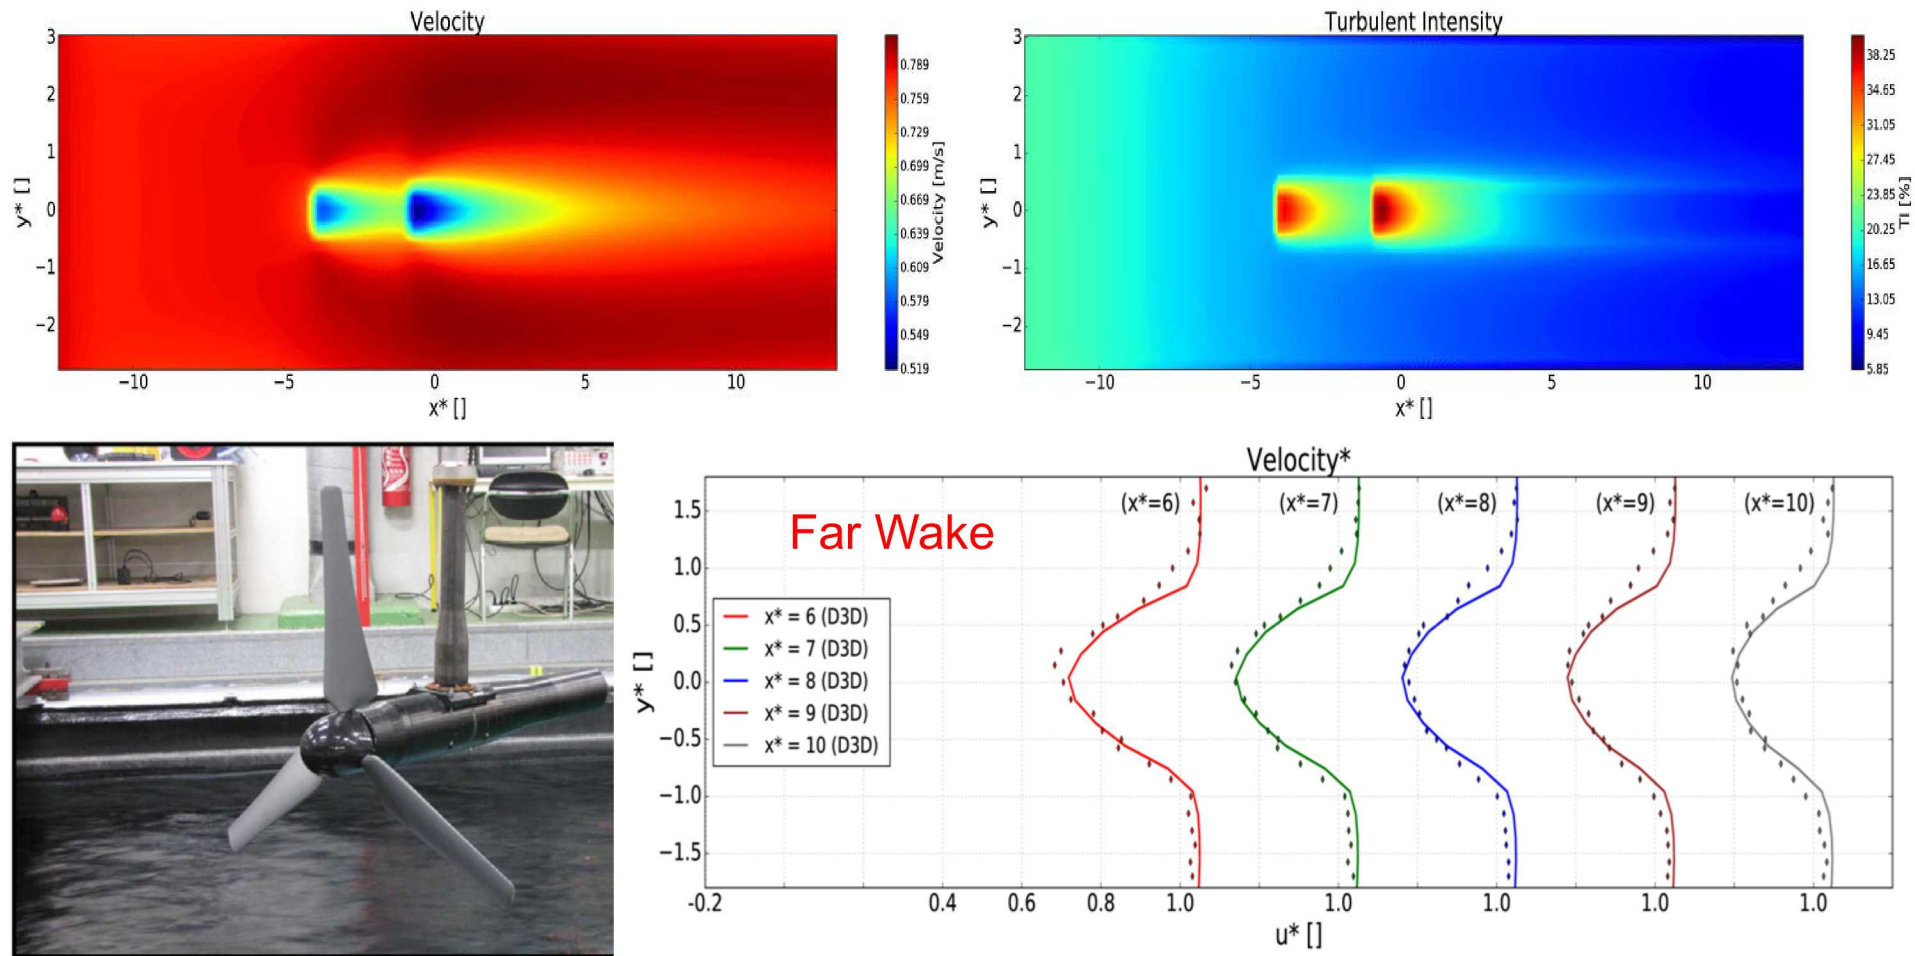 Velocity
3
2
1
0
−1
−2
y* []
−10 −5 0 5 10
x* []
0.789
0.759
0.729
0.699
0.669
0.639
0.609
0.579
0.549
0.519
Velocity [m/s]
Turbulent Intensity
3
2
1
0
−1
−2
y* []
−10 −5 0 5 10
x* []
38.25
34.65
31.05
27.45
23.85
20.25
16.65
13.05
9.45
5.85
TI [%]
Velocity*
(x*=6) (x*=7) (x*=8) (x*=9) (x*=10)
Far Wake
x* = 6 (D3D)
x* = 7 (D3D)
x* = 8 (D3D)
x* = 9 (D3D)
x* = 10 (D3D)
1.5
1.0
0.5
0.0
−0.5
−1.0
−1.5
y* []
-0.2 0.4 0.6 0.8 1.0 1.0 1.0 1.0 1.0
u* []